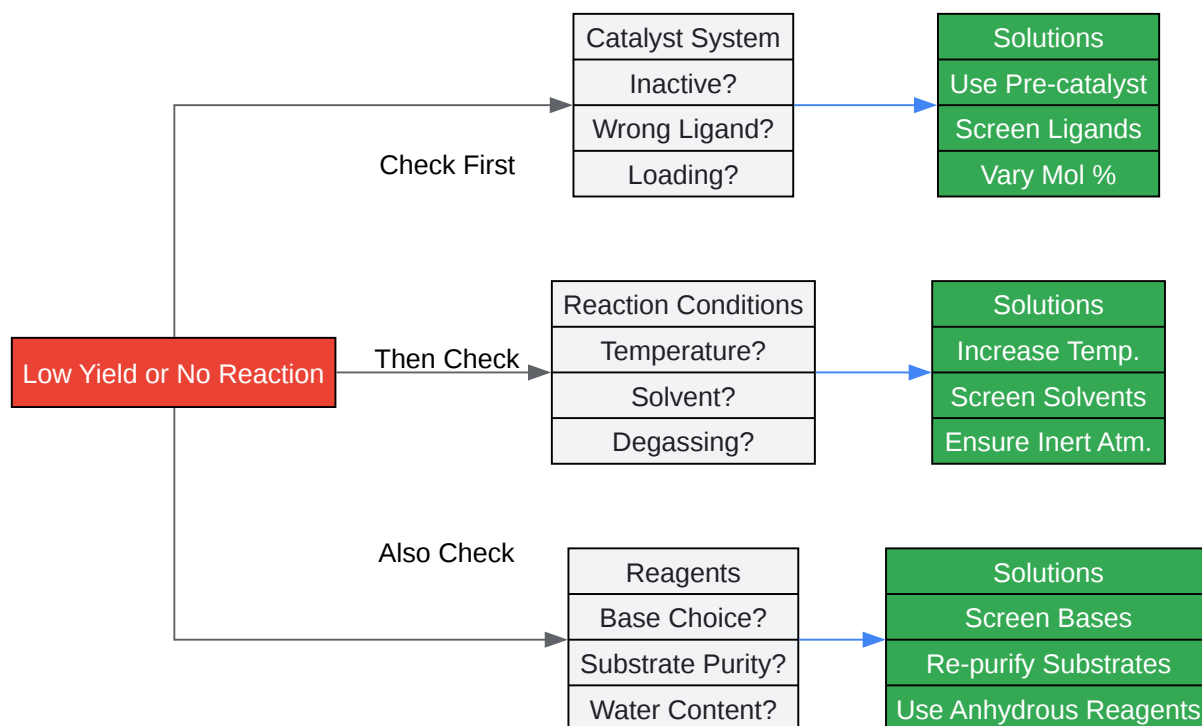 Low Yield or No Reaction
Check First
Catalyst System
Inactive?
Wrong Ligand?
Loading?
Solutions
Use Pre-catalyst
Screen Ligands
Vary Mol %
Then Check
Reaction Conditions
Temperature?
Solvent?
Degassing?
Solutions
Increase Temp.
Screen Solvents
Ensure Inert Atm.
Also Check
Reagents
Base Choice?
Substrate Purity?
Water Content?
Solutions
Screen Bases
Re-purify Substrates
Use Anhydrous Reagents